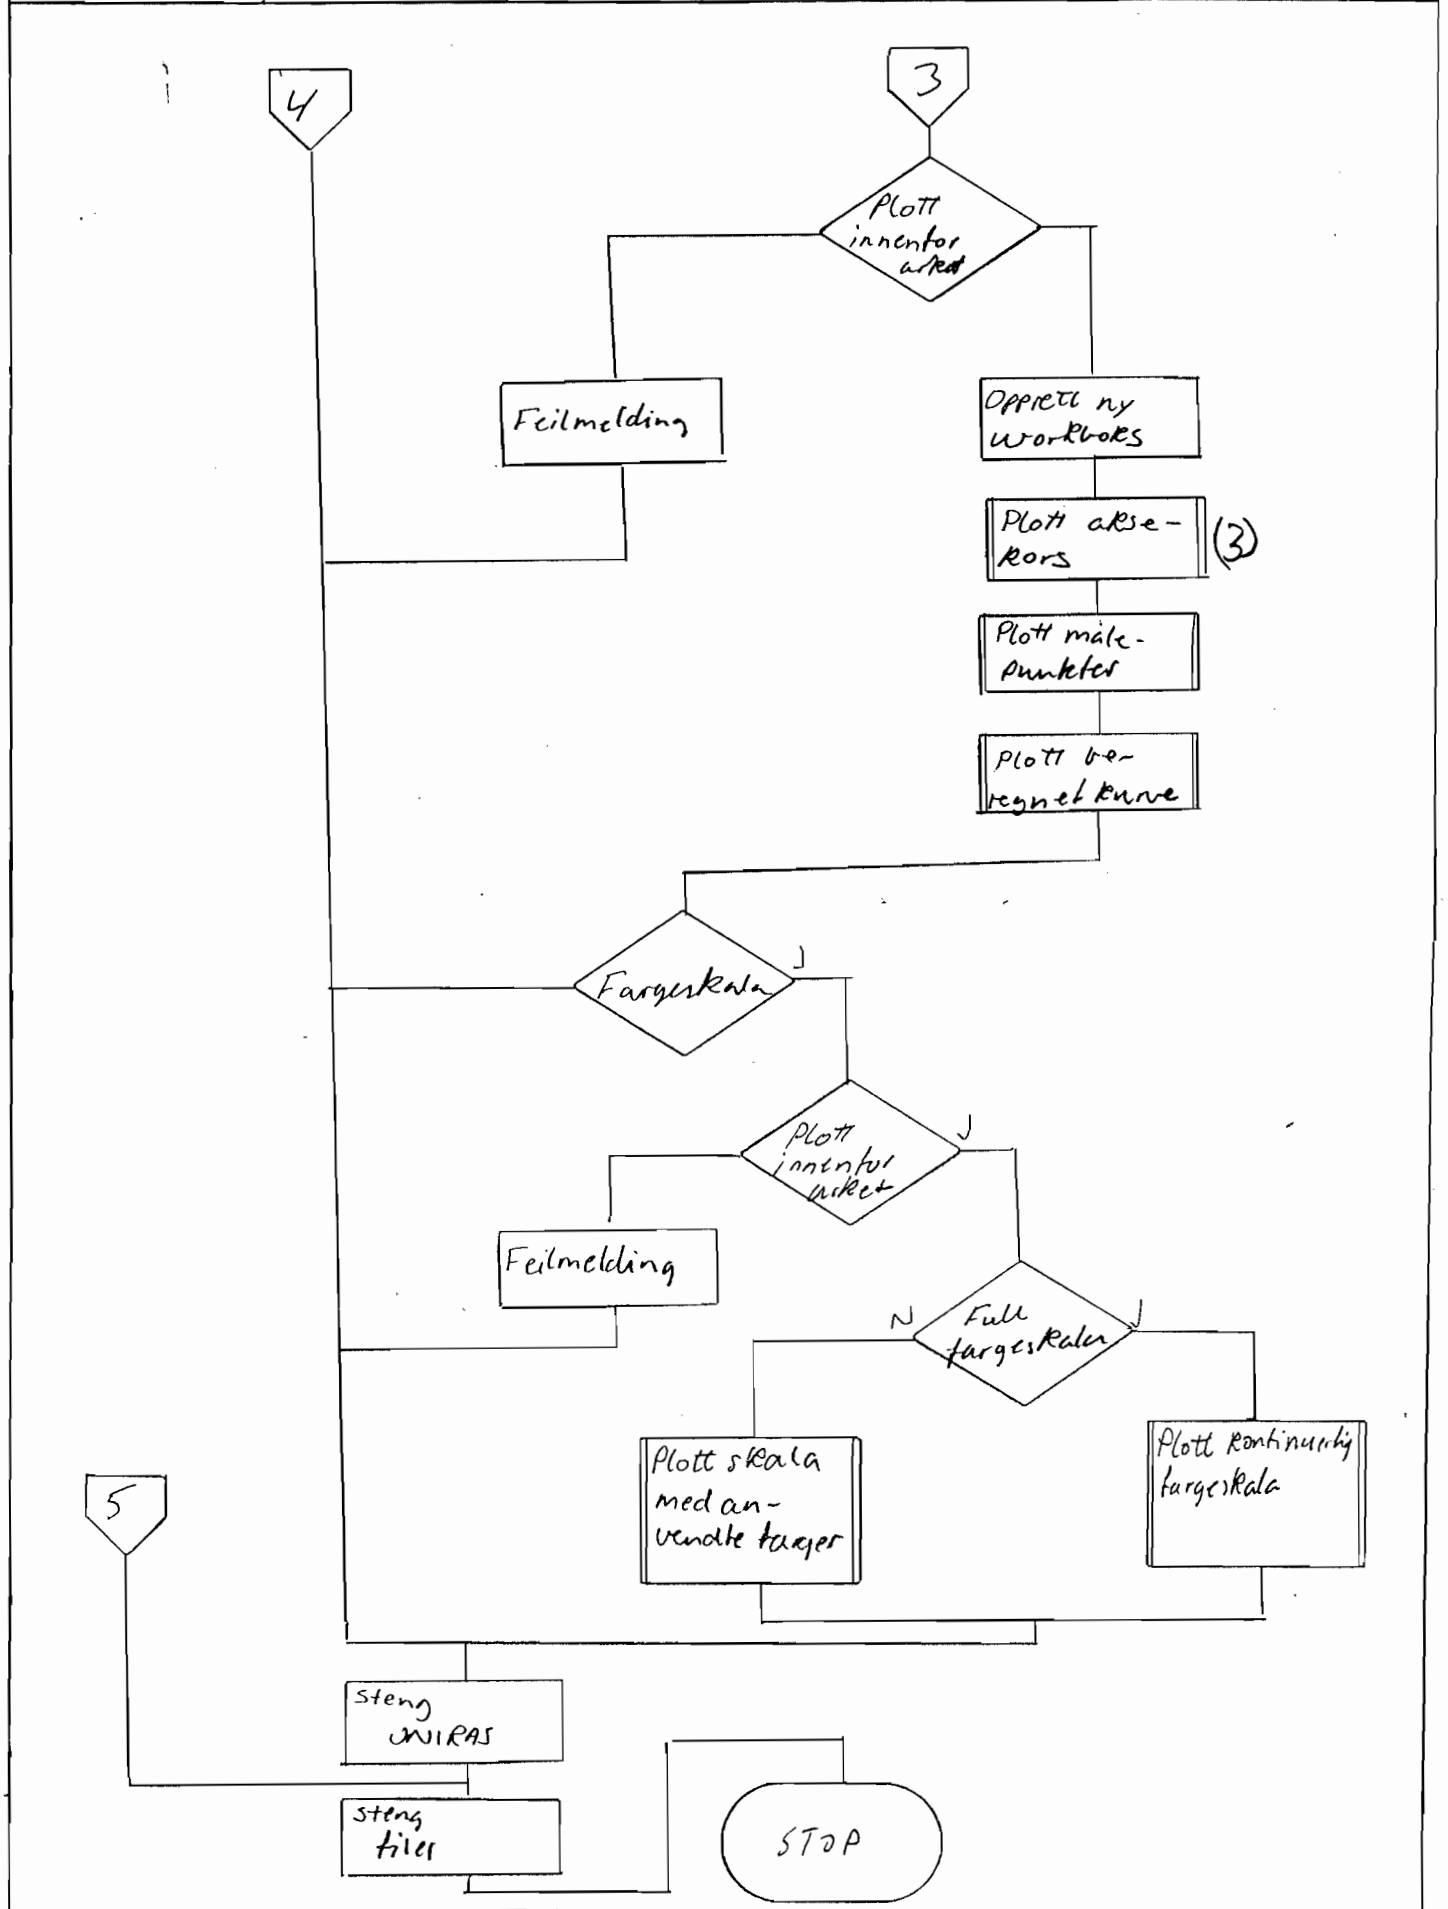 4
3
Plott
innenfor
arket
Feilmelding
Opprett ny
workboks
Plott akse-
kors
(3)
Plott måle-
punkter
Plott be-
regnet kurve
Fargeskala
J
Plott
innenfor
arket
J
Feilmelding
N
Full
fargeskala
J
Plott skala
med an-
vendte farger
Plott kontinuerlig
fargeskala
5
Steng
UNIRAS
Steng
filer
STOP